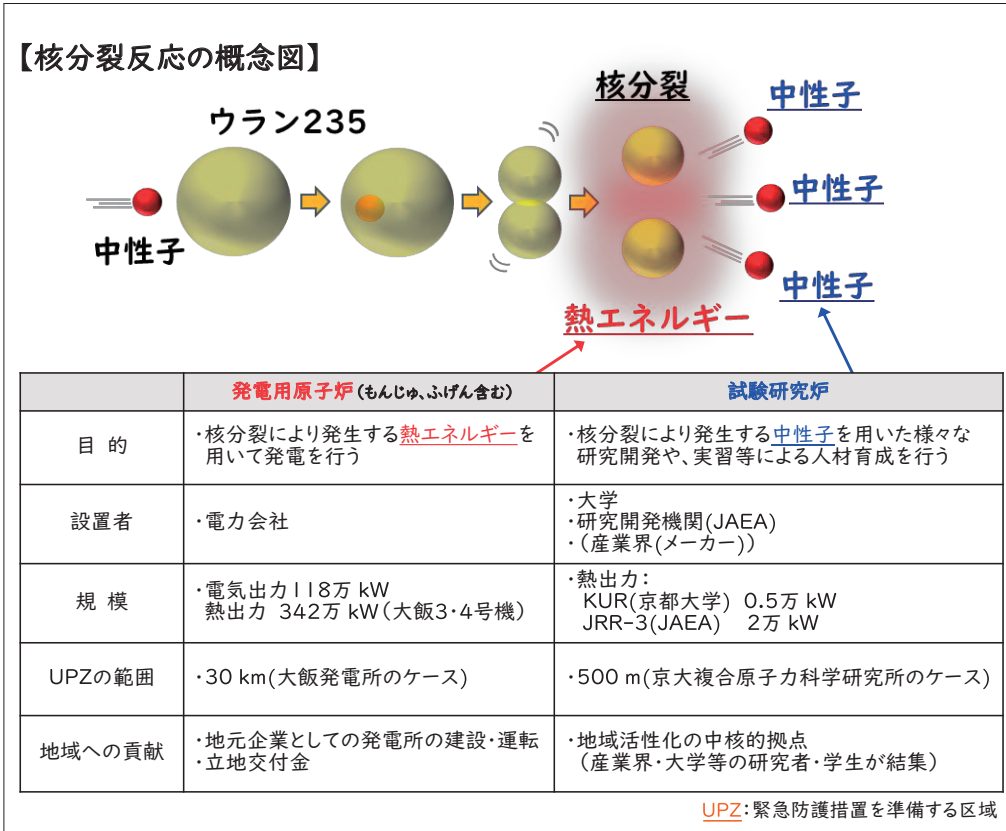 【核分裂反応の概念図】
ウラン235
中性子
核分裂
中性子
中性子
中性子
熱エネルギー
発電用原子炉(もんじゅ、ふげん含む)
試験研究炉
目 的
・核分裂により発生する熱エネルギーを
用いて発電を行う
・核分裂により発生する中性子を用いた様々な
研究開発や、実習等による人材育成を行う
設置者
・電力会社
・大学
・研究開発機関(JAEA)
・(産業界(メーカー))
規 模
・電気出力118万 kW
熱出力 342万 kW(大飯3・4号機)
・熱出力:
KUR(京都大学) 0.5万 kW
JRR-3(JAEA) 2万 kW
UPZの範囲
・30 km(大飯発電所のケース)
・500 m(京大複合原子力科学研究所のケース)
地域への貢献
・地元企業としての発電所の建設・運転
・立地交付金
・地域活性化の中核的拠点
(産業界・大学等の研究者・学生が結集)
UPZ:緊急防護措置を準備する区域